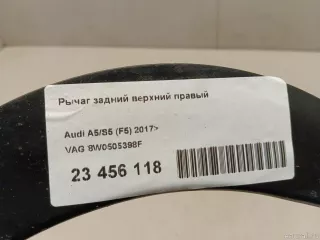 Рычаг задний верхний правый
Audi A5/S5 (F5) 2017>
VAG 8W0505398F
23 456 118